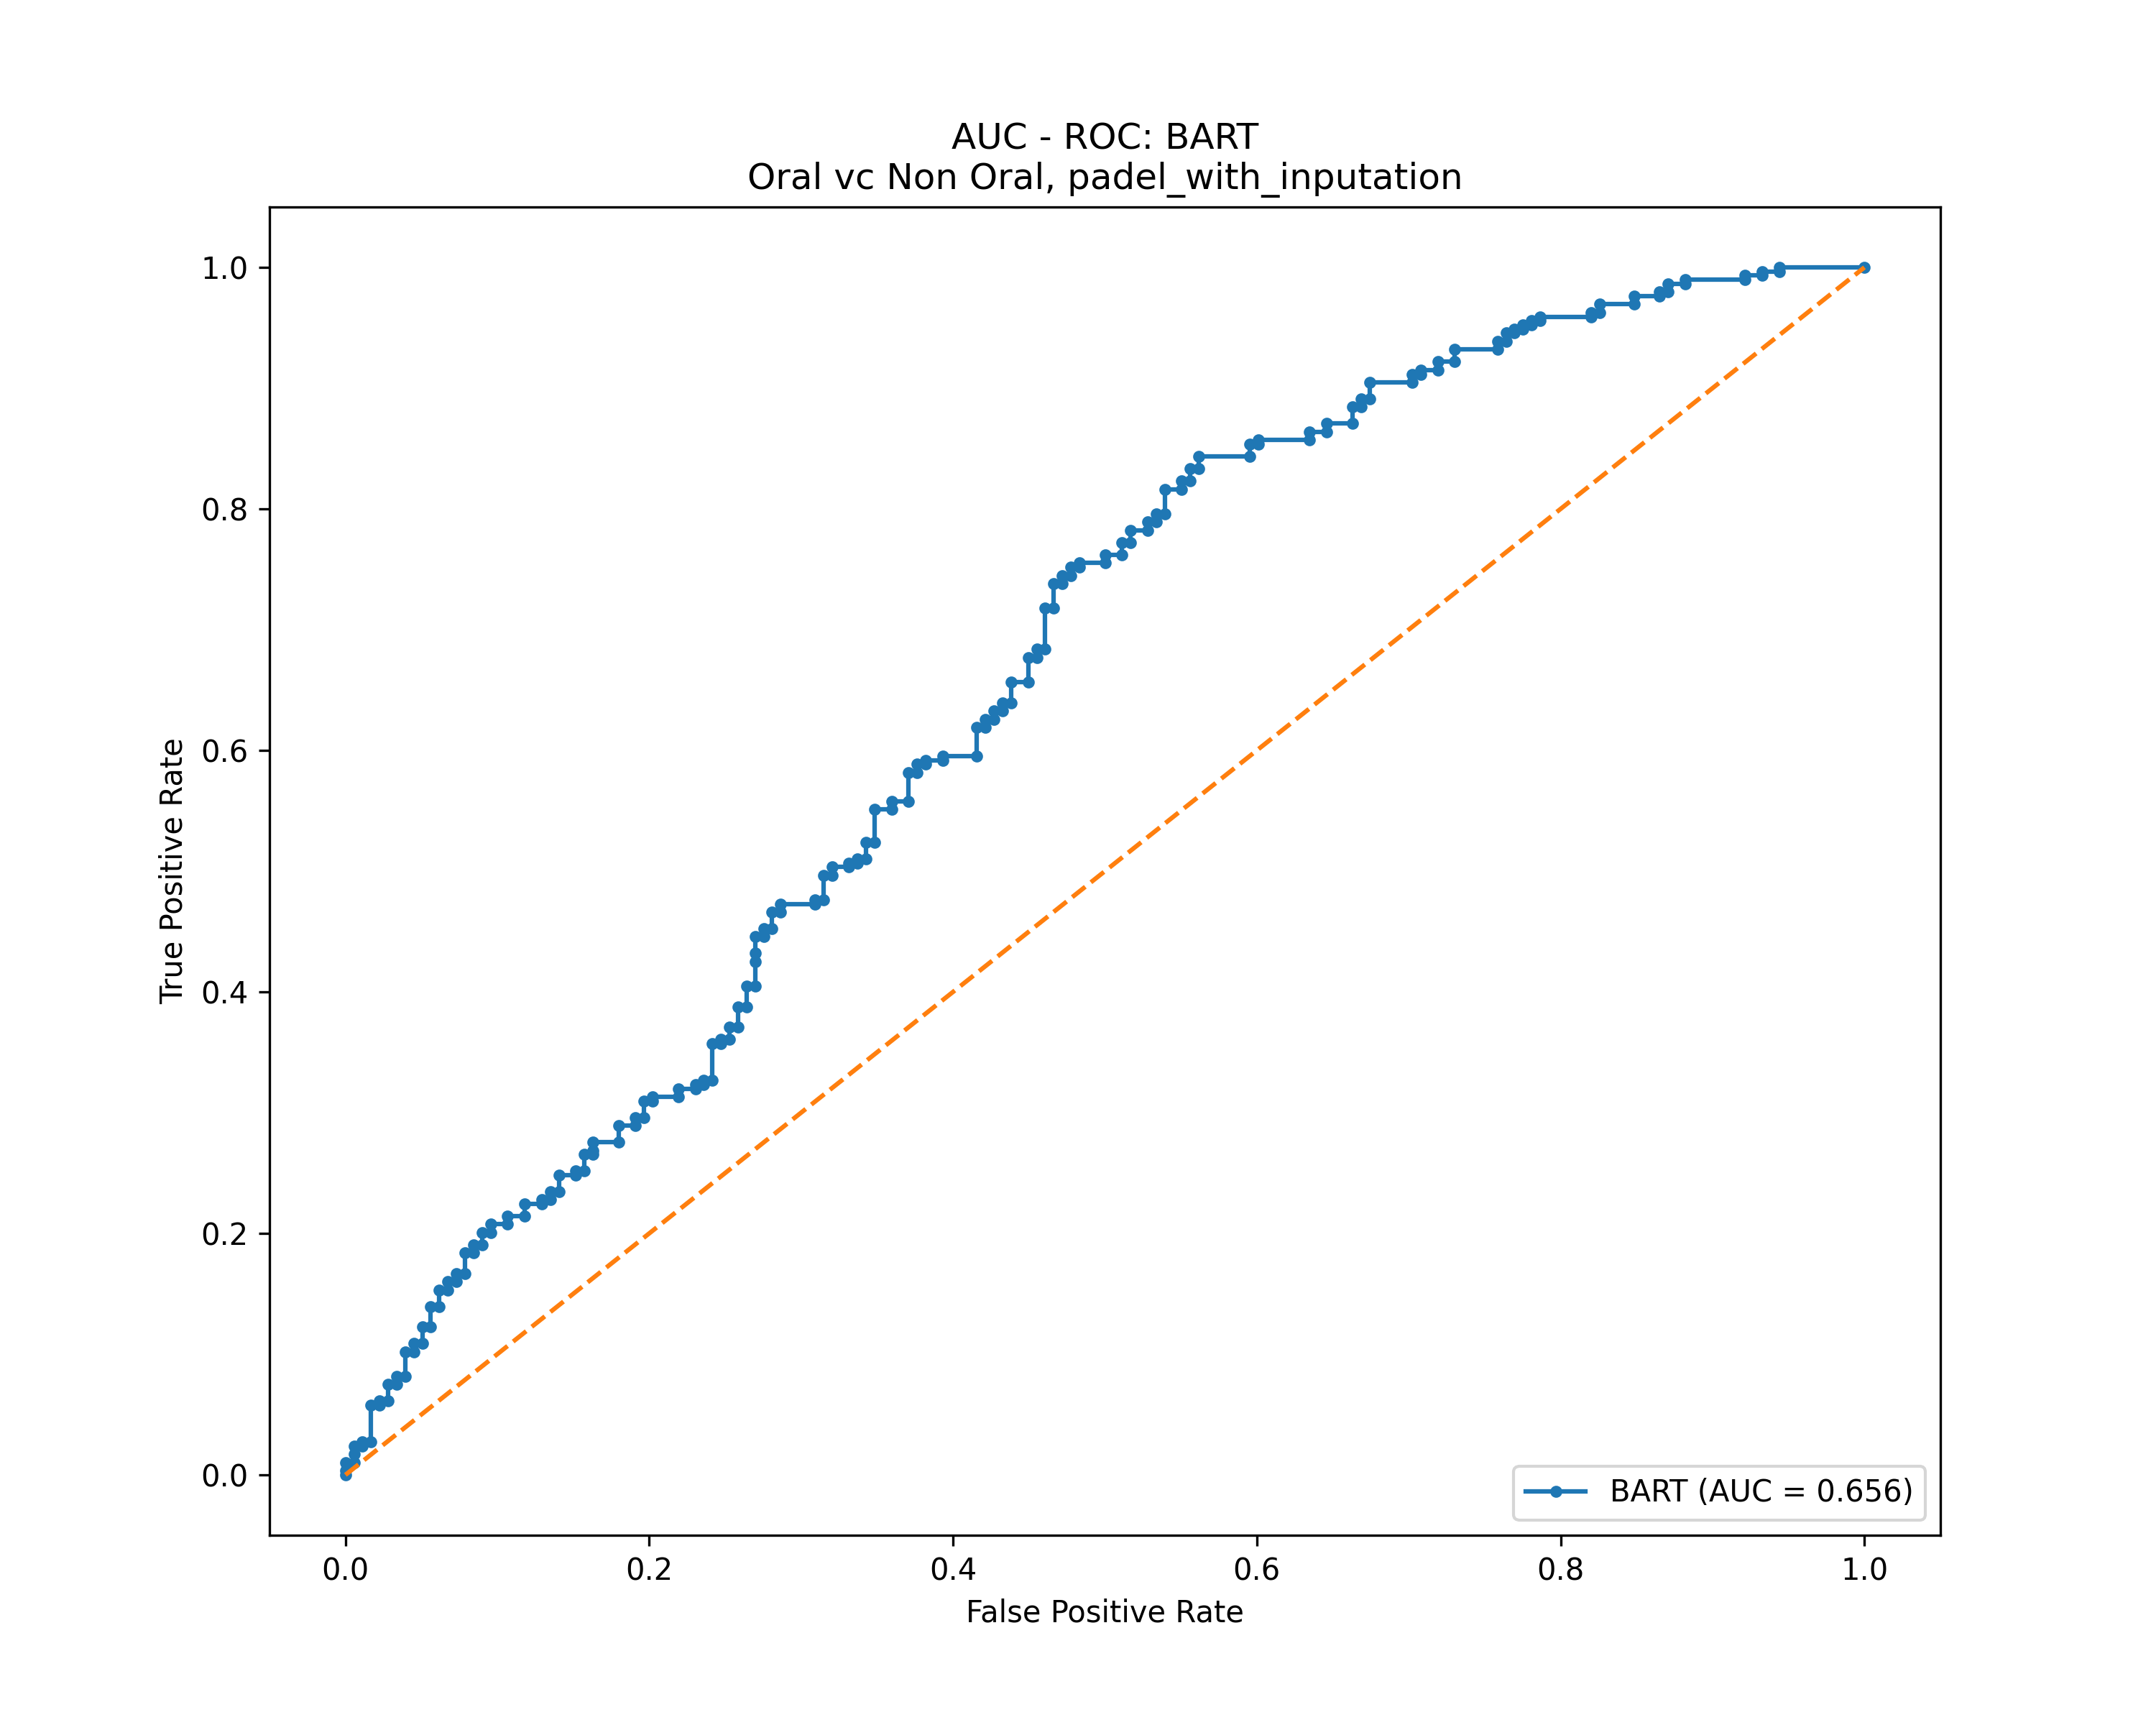 AUC - ROC: BART
Oral vc Non Oral, padel_with_inputation
1.0
0.8
0.6
0.4
0.2
0.0
True Positive Rate
BART (AUC = 0.656)
0.0 0.2 0.4 0.6 0.8 1.0
False Positive Rate